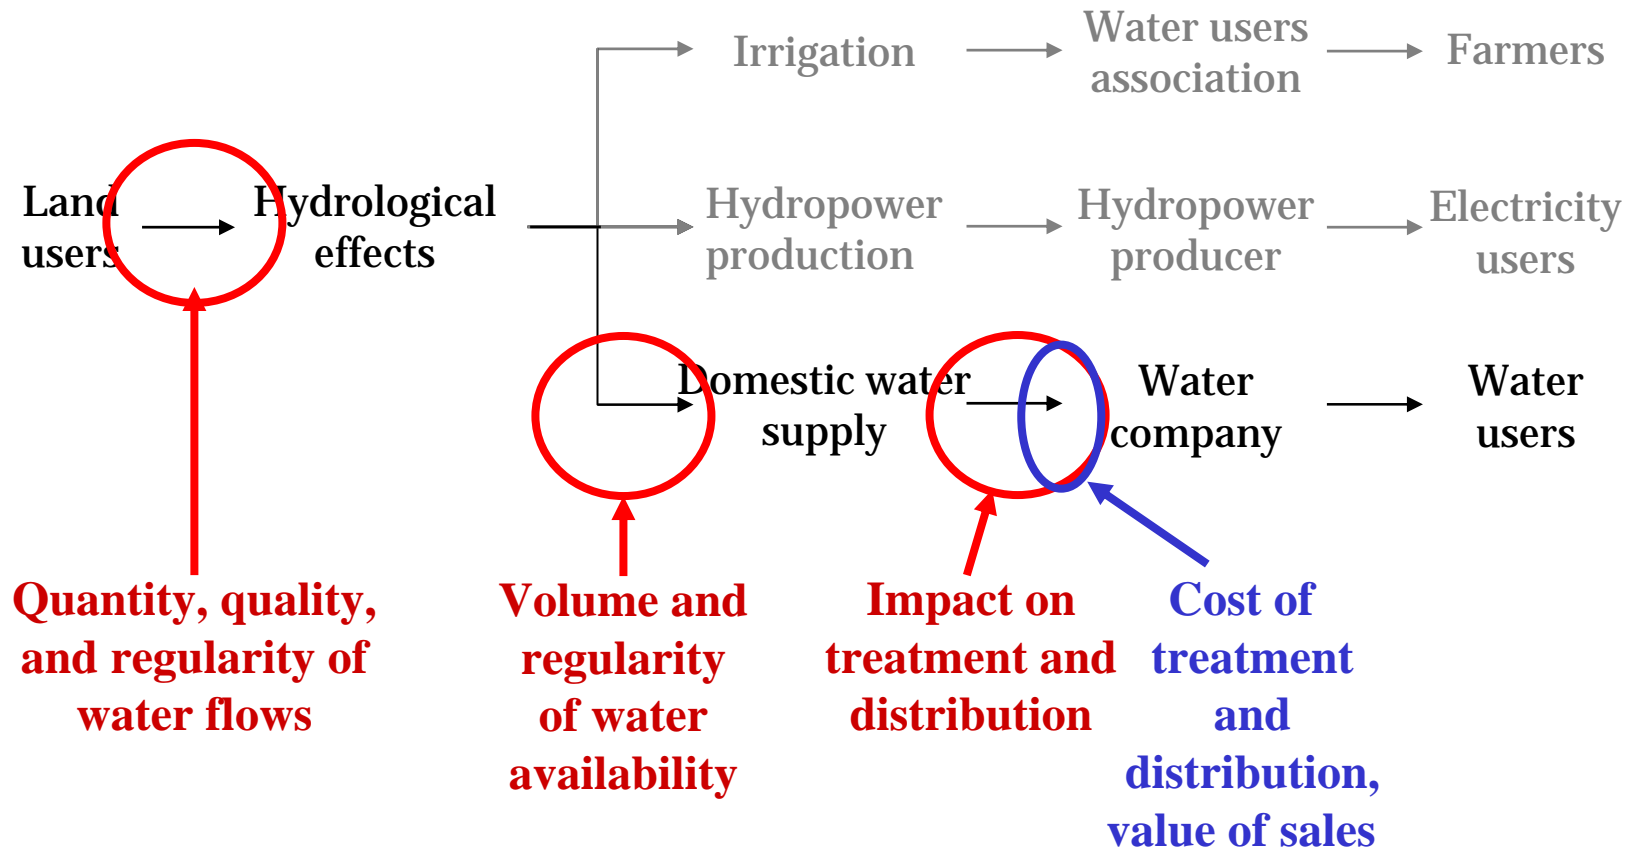 Irrigation
Water users
association
Farmers
Land
users
Hydrological
effects
Hydropower
production
Hydropower
producer
Electricity
users
Domestic water
supply
Water
company
Water
users
Quantity, quality,
and regularity of
water flows
Volume and
regularity
of water
availability
Impact on
treatment and
distribution
Cost of
treatment
and
distribution,
value of sales